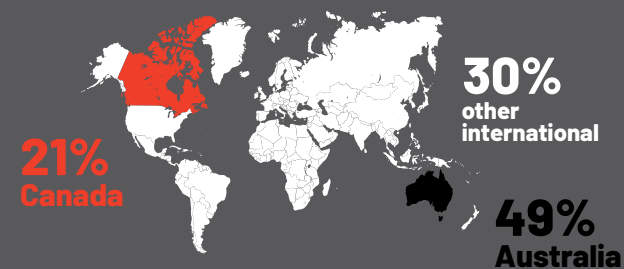 30%
other
international
21%
Canada
49%
Australia